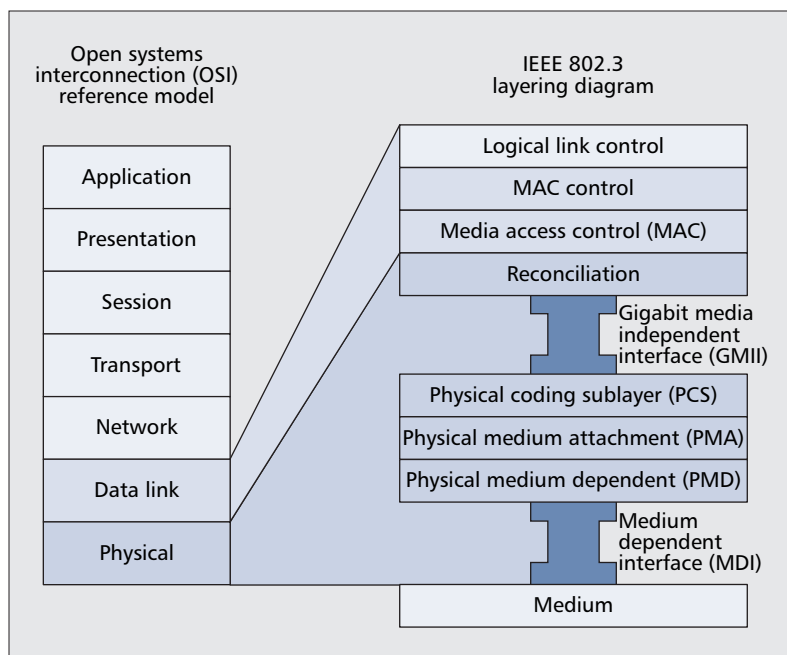 Open systems
interconnection (OSI)
reference model
Application
Presentation
Session
Transport
Network
Data link
Physical
IEEE 802.3
layering diagram
Logical link control
MAC control
Media access control (MAC)
Reconciliation
Gigabit media
independent
interface (GMII)
Physical coding sublayer (PCS)
Physical medium attachment (PMA)
Physical medium dependent (PMD)
Medium
dependent
interface (MDI)
Medium